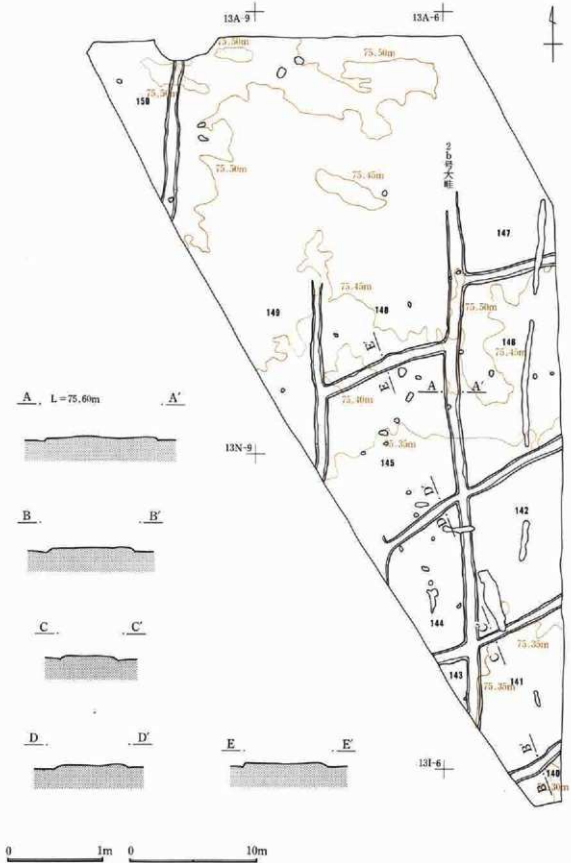 13A-9
13A-6
75.50m
75.50m
75.50m
150
75.50m
75.45m
2b号大畦
147
75.45m
149
148
75.50m
146
75.45m
E'
E
A A'
75.40m
75.35m
A L=75.60m A'
13N-9
145
D'
D
142
B B'
144
C'
C
C C'
75.35m
143
141
75.35m
D D'
E E'
B'
140
B
13I-6
0 1m 0 10m